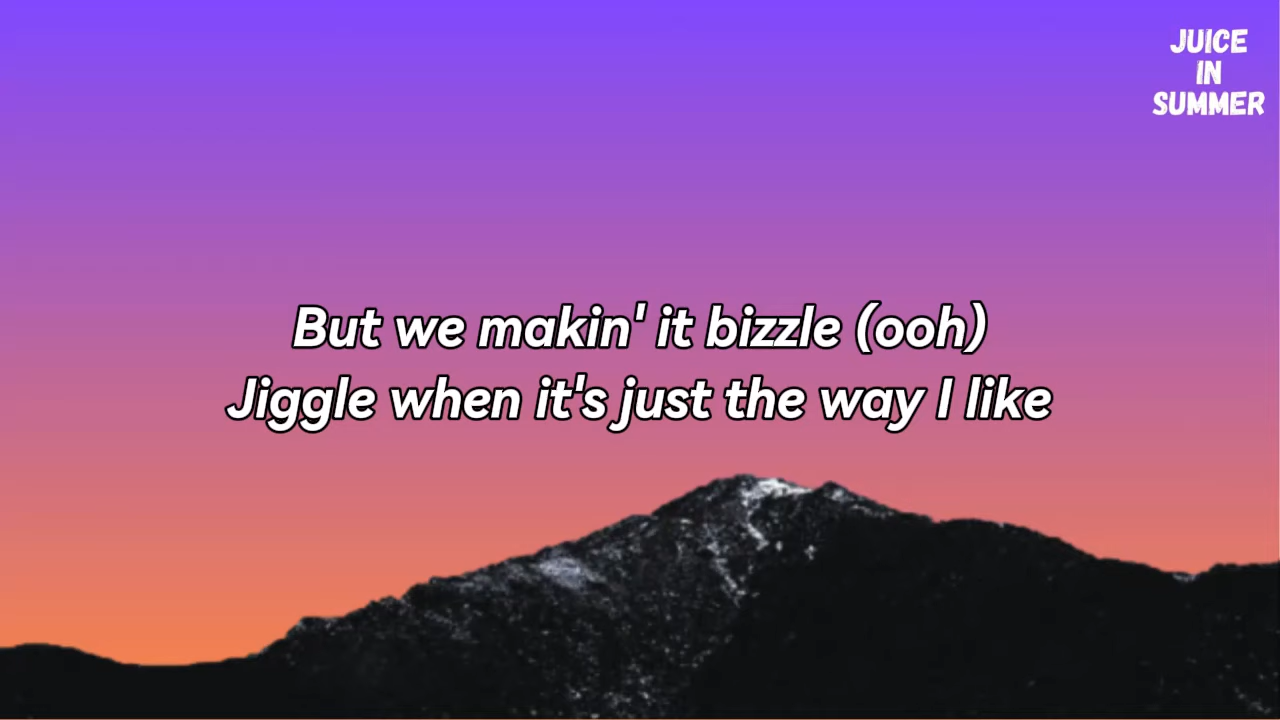 JUICE
IN
SUMMER
But we makin' it bizzle (ooh)
Jiggle when it's just the way I like